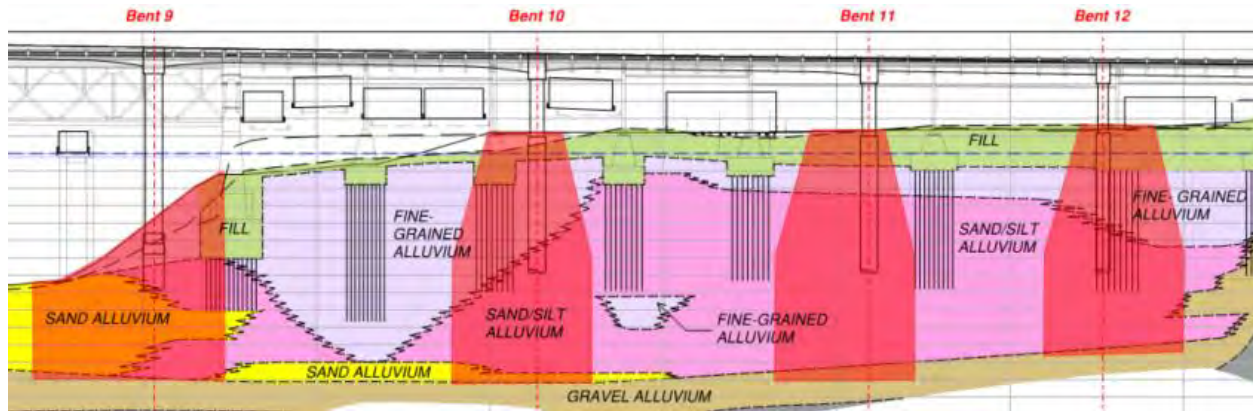 Bent 9
Bent 10
Bent 11
Bent 12
FILL
FINE-
GRAINED
ALLUVIUM
FILL
FINE- GRAINED
ALLUVIUM
SAND/SILT
ALLUVIUM
SAND ALLUVIUM
SAND/SILT
ALLUVIUM
FINE-GRAINED
ALLUVIUM
SAND ALLUVIUM
GRAVEL ALLUVIUM